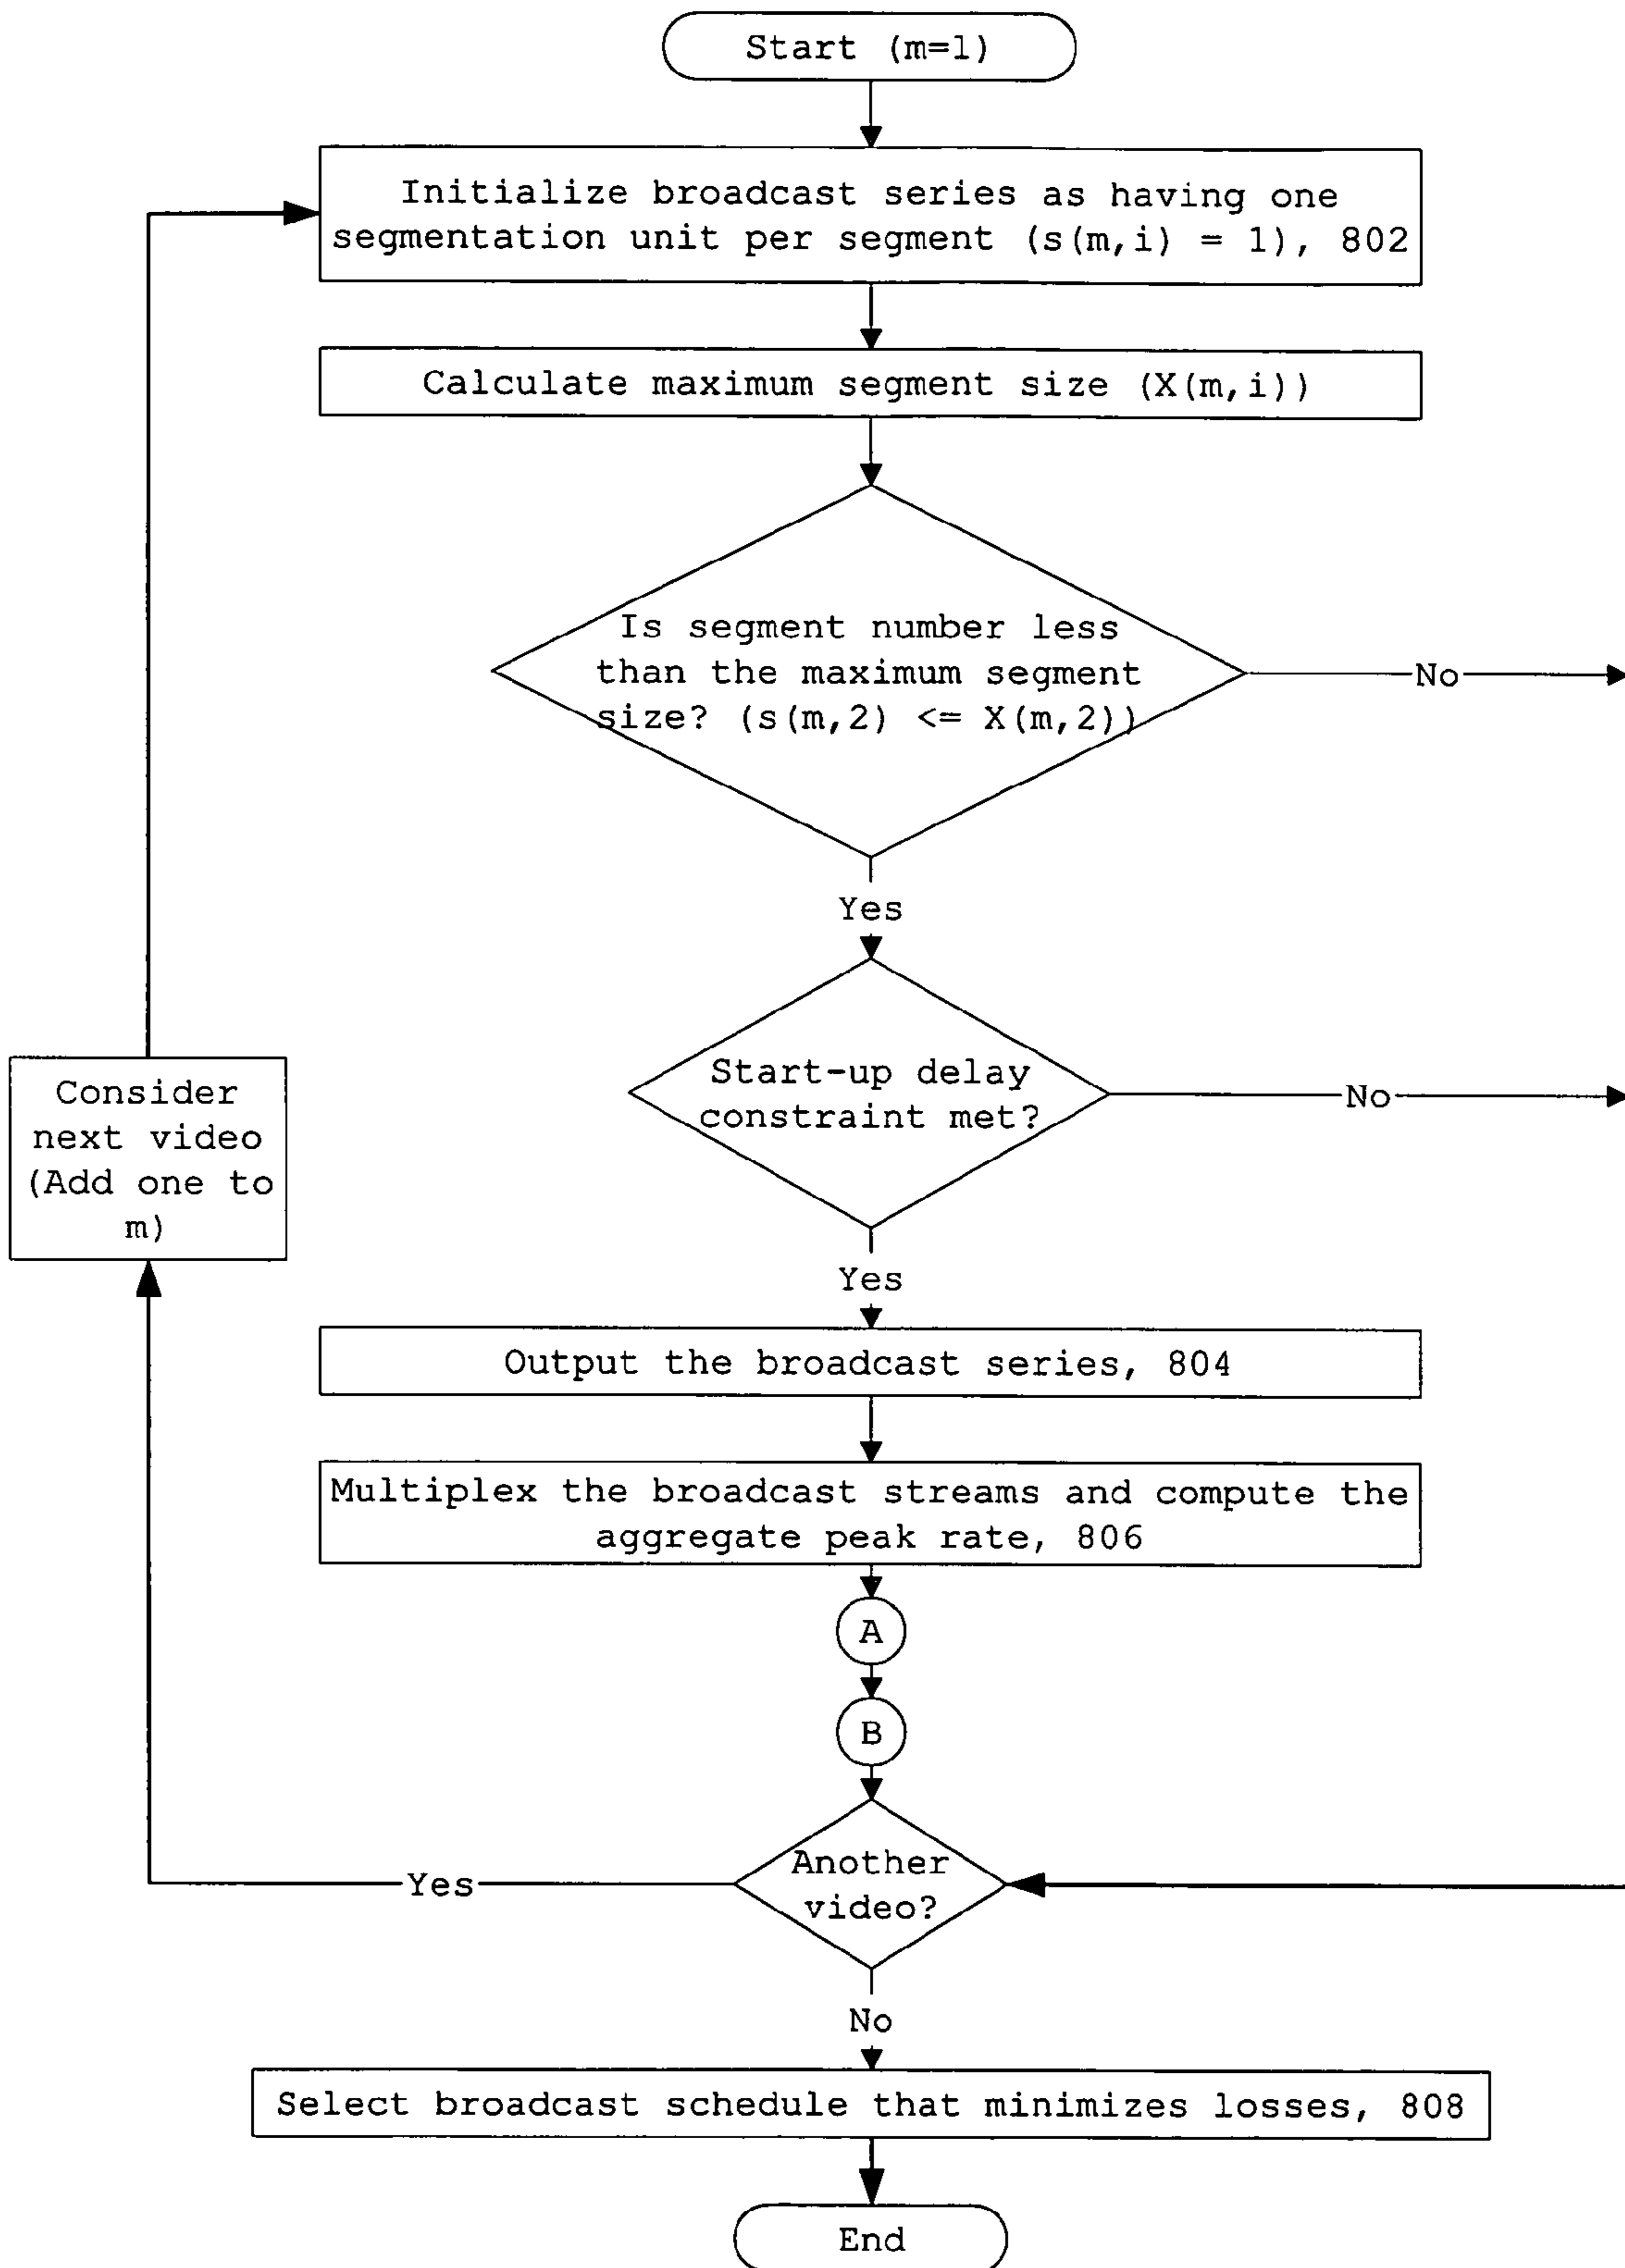 Start (m=1)
Initialize broadcast series as having one
segmentation unit per segment (s(m,i) = 1), 802
Calculate maximum segment size (X(m,i))
Is segment number less
than the maximum segment
size? (s(m,2) <= X(m,2))
No
Yes
Start-up delay
constraint met?
No
Consider
next video
(Add one to
m)
Yes
Output the broadcast series, 804
Multiplex the broadcast streams and compute the
aggregate peak rate, 806
A
B
Another
video?
Yes
No
Select broadcast schedule that minimizes losses, 808
End